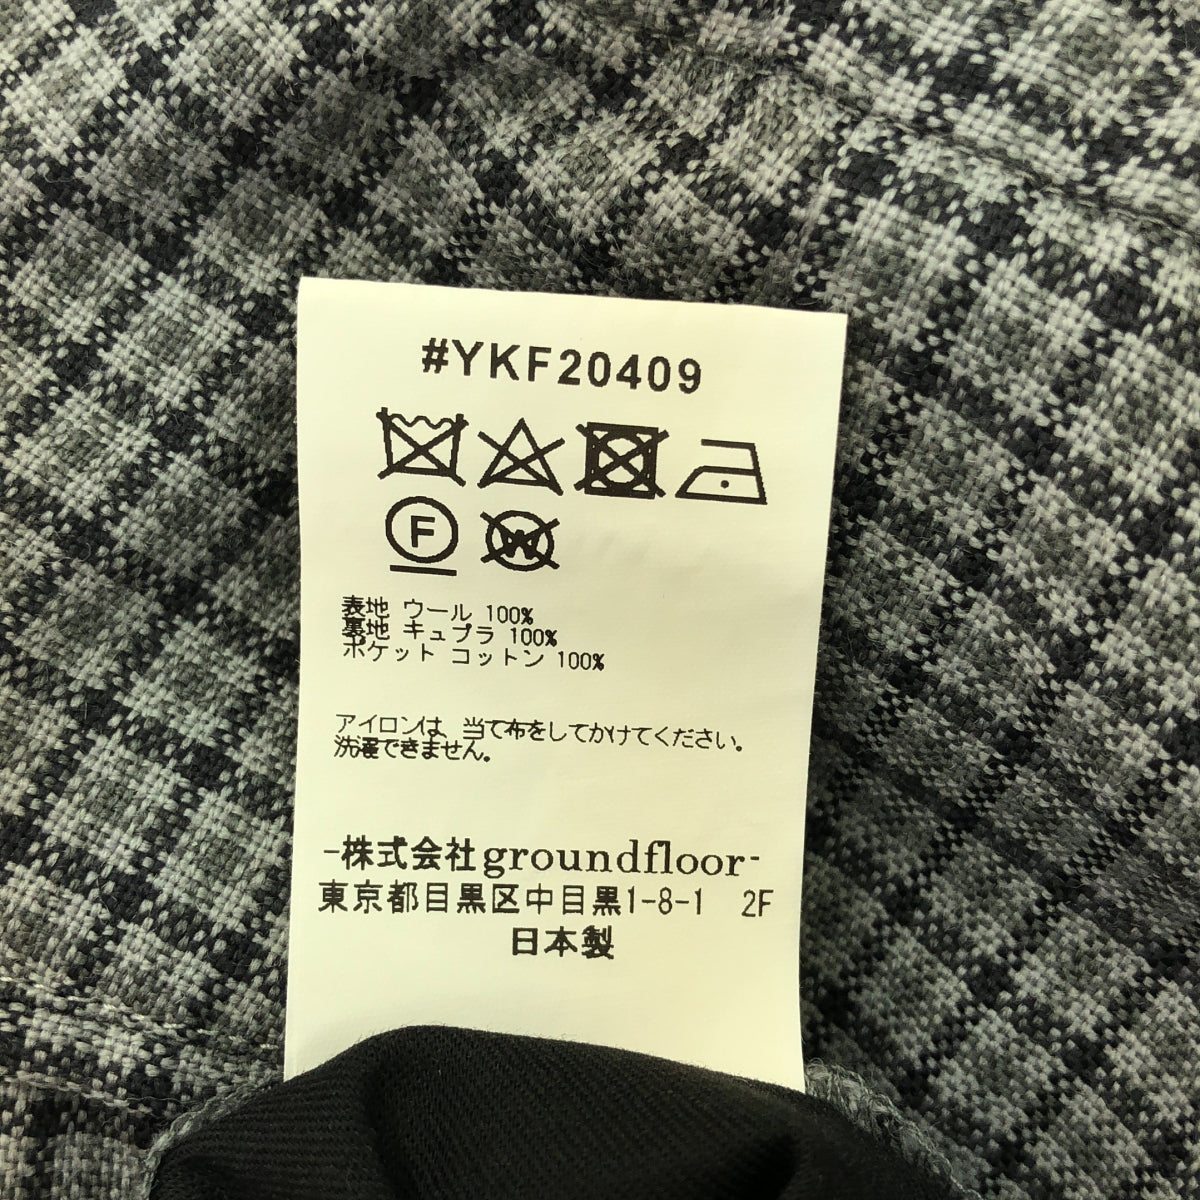 #YKF20409
F W
表地 ウール 100%
裏地 キュプラ 100%
ポケット コットン 100%
アイロンは、当て布をしてかけてください。
洗濯できません。
-株式会社groundfloor-
東京都目黒区中目黒1-8-1 2F
日本製